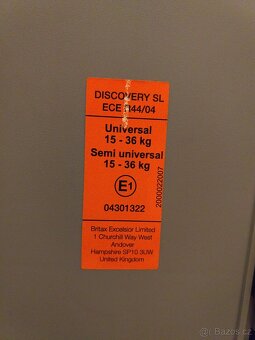 DISCOVERY SL
ECE R44/04
Universal
15 - 36 kg
Semi universal
15 - 36 kg
E1
04301322
2000022007
Britax Excelsior Limited
1 Churchill Way West
Andover
Hampshire SP10 3UW
United Kingdom
sbazar.cz